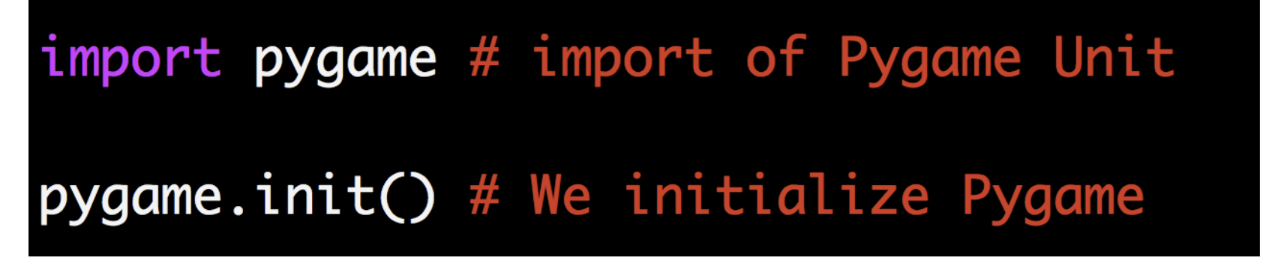 import pygame # import of Pygame Unit
pygame.init() # We initialize Pygame